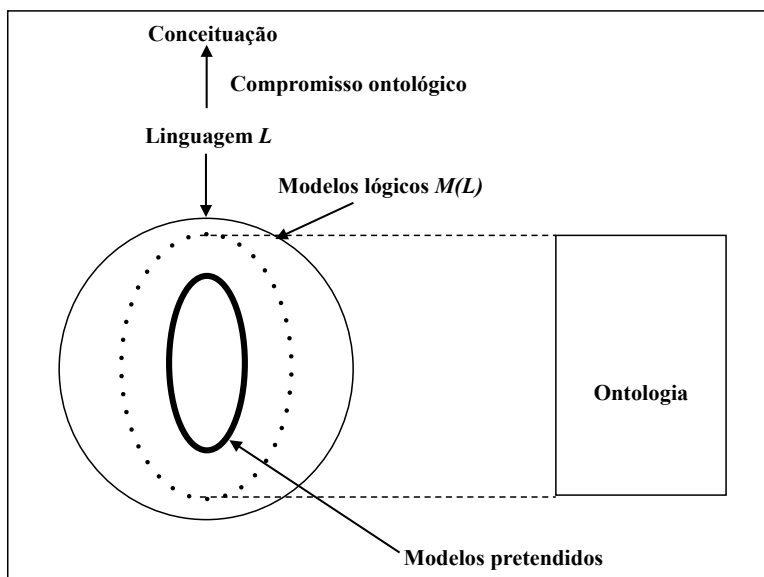 Conceituação
Compromisso ontológico
Linguagem L
Modelos lógicos M(L)
Ontologia
Modelos pretendidos